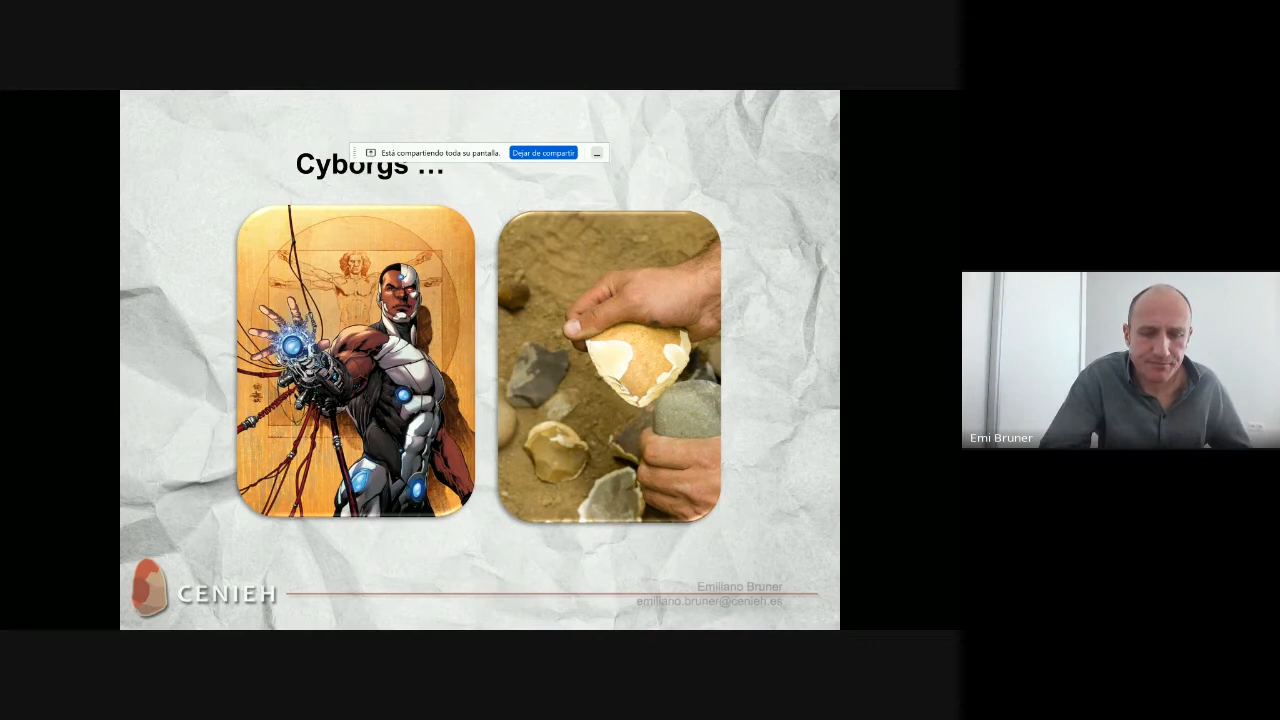 Está compartiendo toda su pantalla. Dejar de compartir
Cyborgs ...
CENIEH
Emiliano Bruner
emiliano.bruner@cenieh.es
Emi Bruner